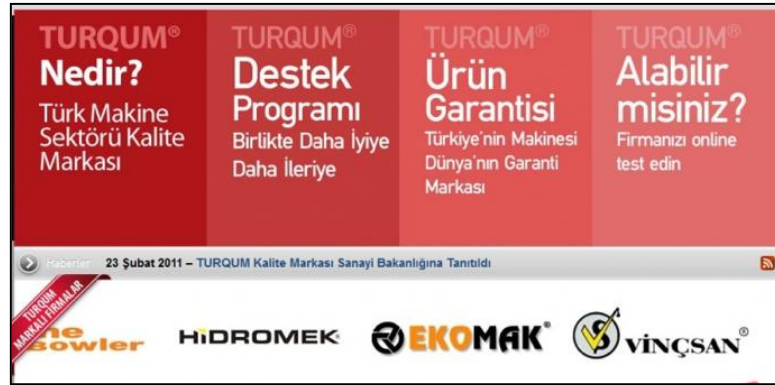 TURQUM®
Nedir?
Türk Makine
Sektörü Kalite
Markası
TURQUM®
Destek
Programı
Birlikte Daha İyiye
Daha İleriye
TURQUM®
Ürün
Garantisi
Türkiye'nin Makinesi
Dünya'nın Garanti
Markası
TURQUM®
Alabilir
misiniz?
Firmanızı online
test edin
Haberler 23 Şubat 2011 – TURQUM Kalite Markası Sanayi Bakanlığına Tanıtıldı
TURQUM
MARKALI FİRMALAR
Bowler
HİDROMEK
EKOMAK®
VİNÇSAN®